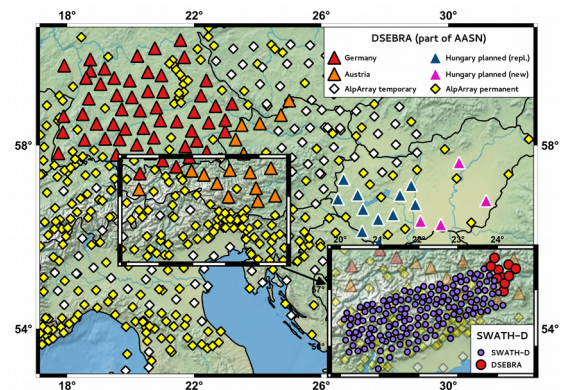 18° 22° 26° 30°
DSEBRA (part of AASN)
Germany Hungary planned (repl.)
Austria Hungary planned (new)
AlpArray temporary AlpArray permanent
58° 58°
20° 22° 23° 24°
54° 54°
SWATH-D
SWATH-D
DSEBRA
18° 22° 26° 30°